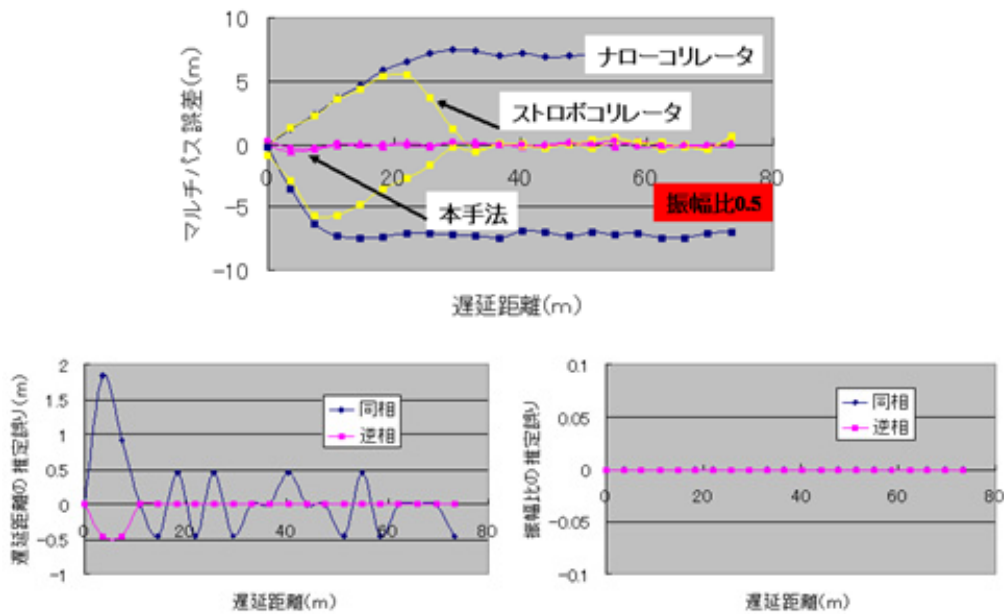 10
5
0
-5
-10
0
20
40
60
80
マルチパス誤差(m)
遅延距離(m)
ナローコリレータ
ストロボコリレータ
本手法
振幅比0.5
2
1.5
1
0.5
0
-0.5
-1
0
20
40
60
80
遅延距離の推定誤り(m)
遅延距離(m)
同相
逆相
0.1
0.05
0
-0.05
-0.1
0
20
40
60
80
振幅比の推定誤り
遅延距離(m)
同相
逆相